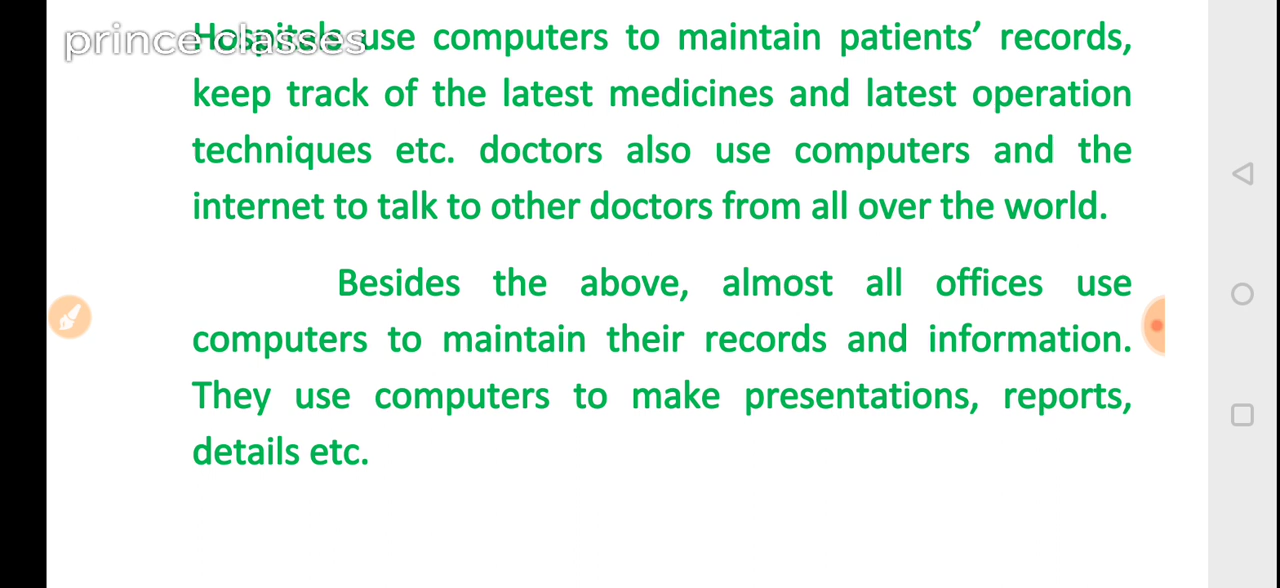 prince classes
Hospitals use computers to maintain patients’ records,
keep track of the latest medicines and latest operation
techniques etc. doctors also use computers and the
internet to talk to other doctors from all over the world.
Besides the above, almost all offices use
computers to maintain their records and information.
They use computers to make presentations, reports,
details etc.